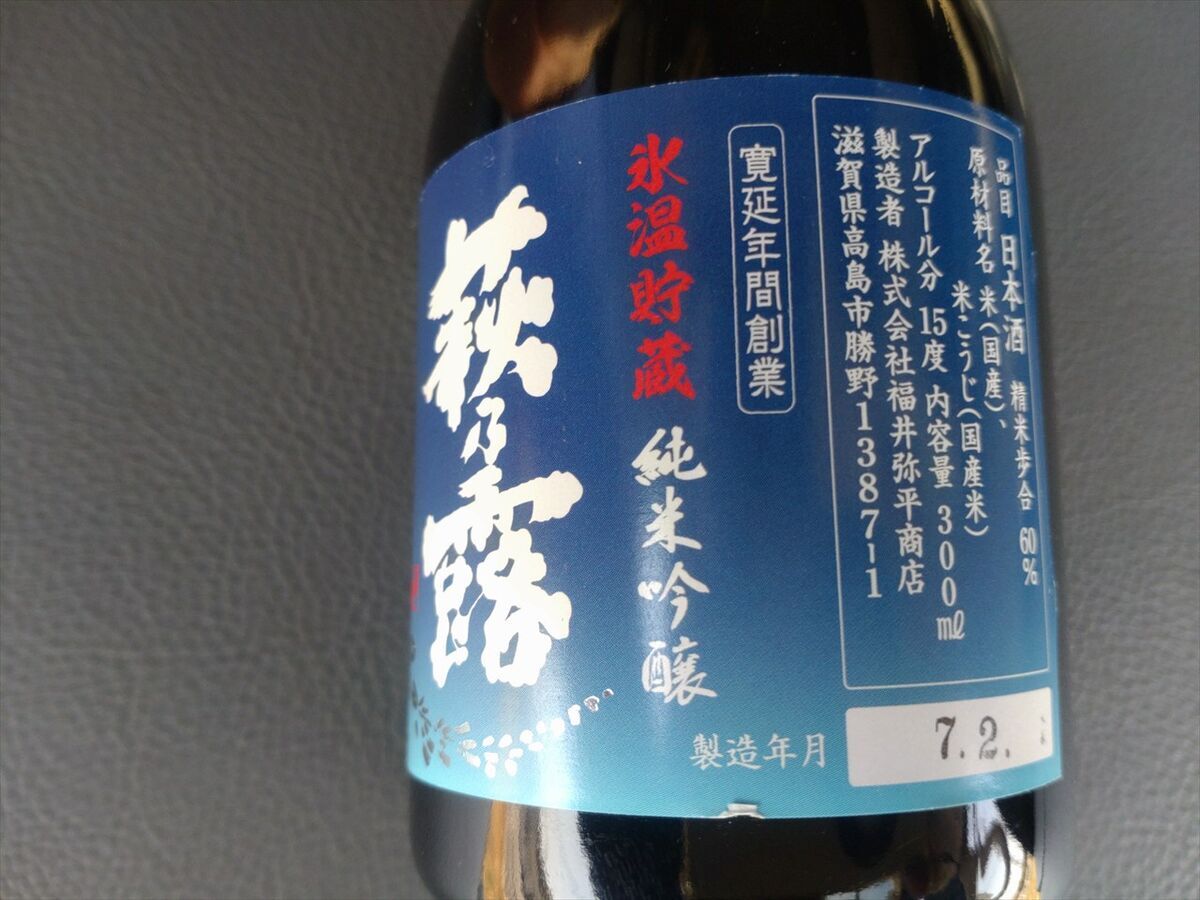 品目 日本酒 精米歩合 60%
原材料名 米(国産)、
米こうじ(国産米)
アルコール分 15度 内容量 300㎖
製造者 株式会社福井弥平商店
滋賀県高島市勝野1387-1
寛延年間創業
氷温貯蔵
純米吟醸
萩乃露
製造年月
7.2.